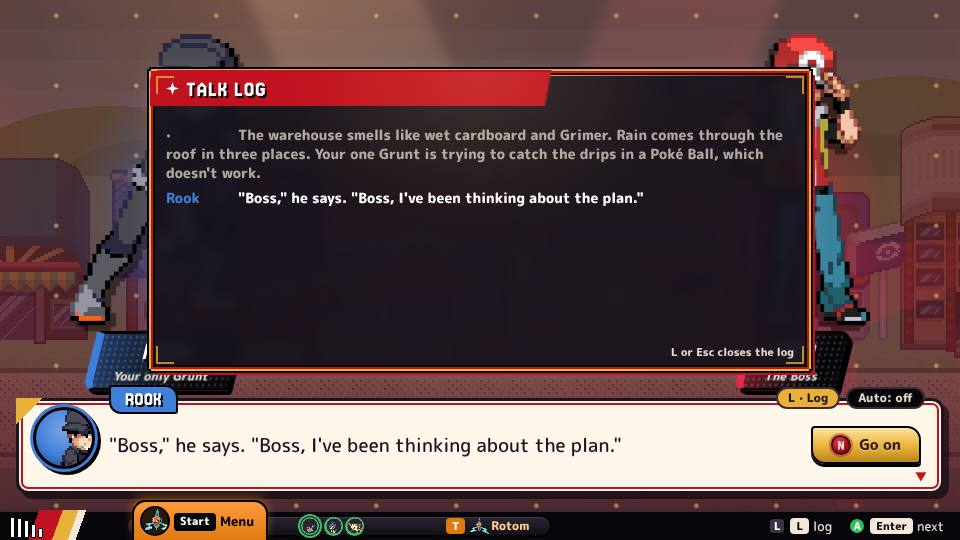 TALK LOG
· The warehouse smells like wet cardboard and Grimer. Rain comes through the
roof in three places. Your one Grunt is trying to catch the drips in a Poké Ball, which
doesn't work.
Rook "Boss," he says. "Boss, I've been thinking about the plan."
L or Esc closes the log
Your only Grunt
The Boss
ROOK
L · Log
Auto: off
"Boss," he says. "Boss, I've been thinking about the plan."
N Go on
Start Menu
T Rotom
L L log
A Enter next